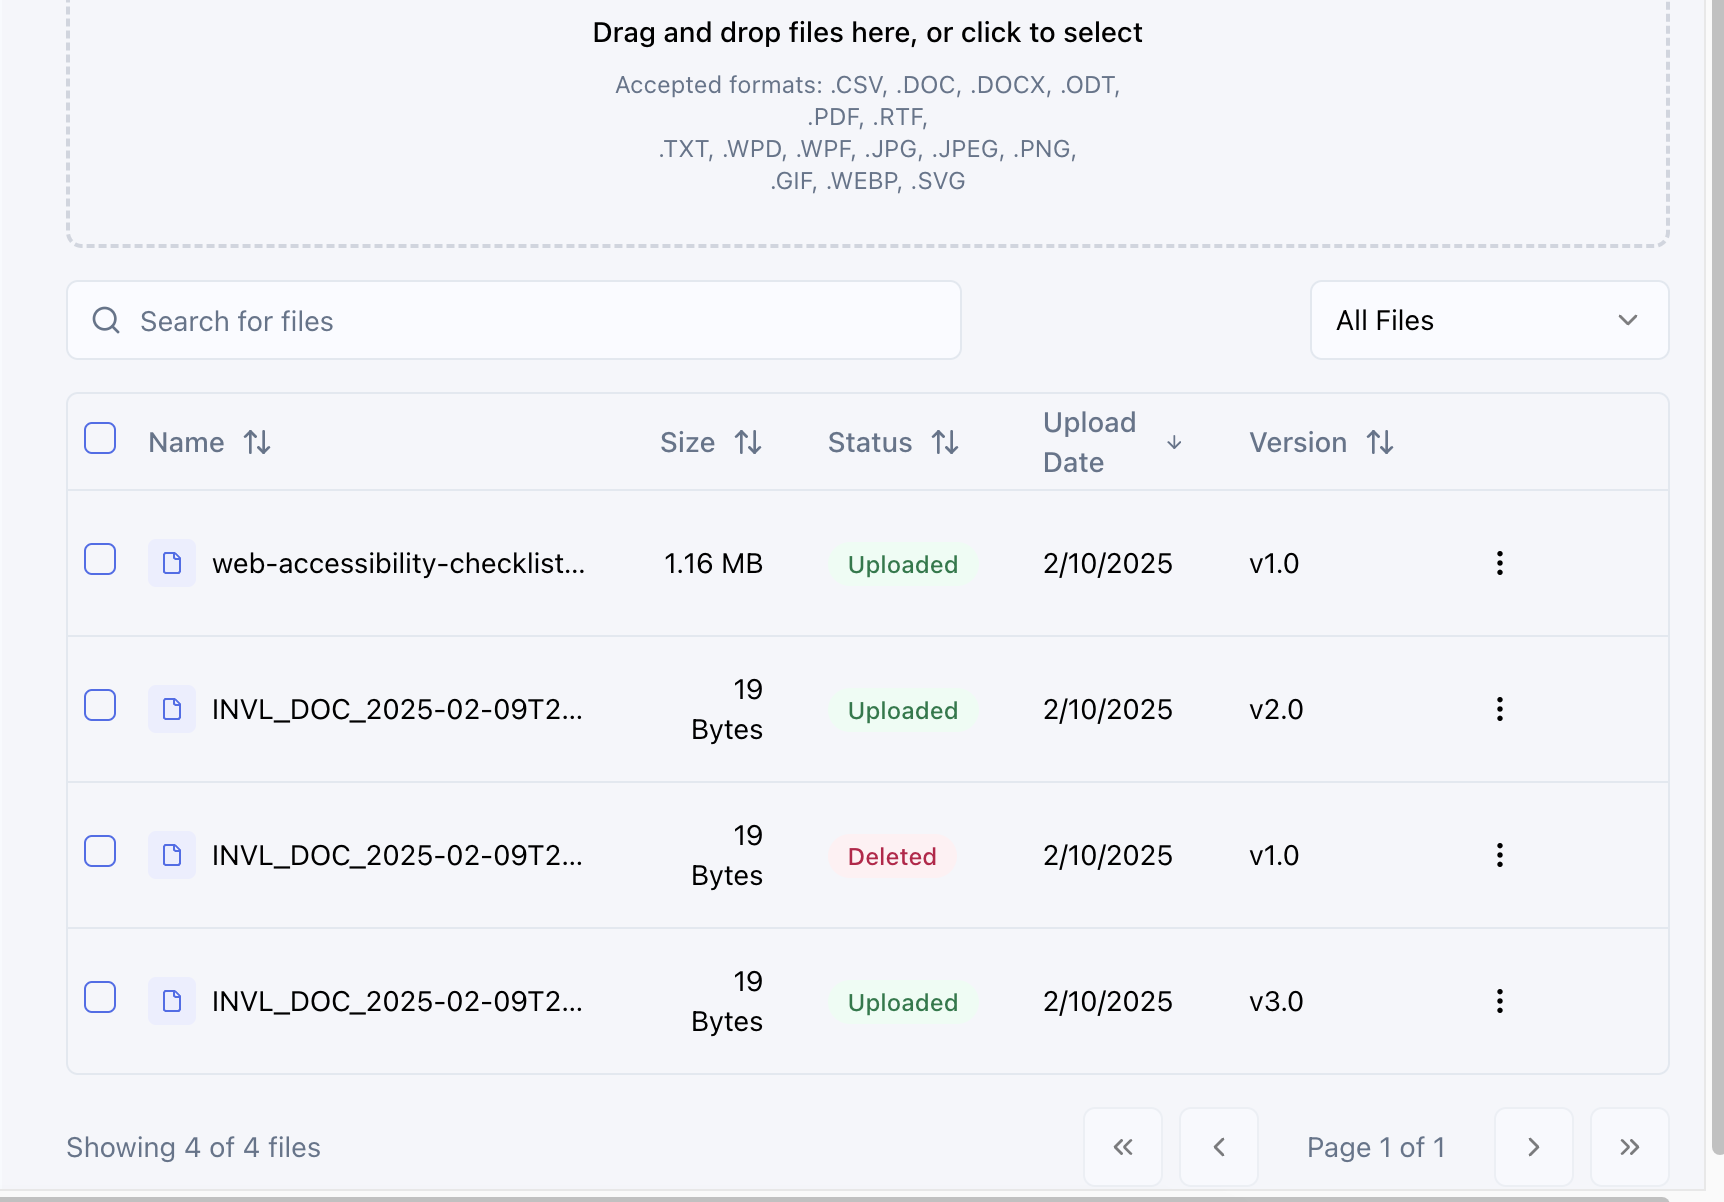 Drag and drop files here, or click to select
Accepted formats: .CSV, .DOC, .DOCX, .ODT,
.PDF, .RTF,
.TXT, .WPD, .WPF, .JPG, .JPEG, .PNG,
.GIF, .WEBP, .SVG
Search for files
All Files
Name Size Status Upload Date Version
web-accessibility-checklist... 1.16 MB Uploaded 2/10/2025 v1.0
INVL_DOC_2025-02-09T2... 19 Bytes Uploaded 2/10/2025 v2.0
INVL_DOC_2025-02-09T2... 19 Bytes Deleted 2/10/2025 v1.0
INVL_DOC_2025-02-09T2... 19 Bytes Uploaded 2/10/2025 v3.0
Showing 4 of 4 files
Page 1 of 1